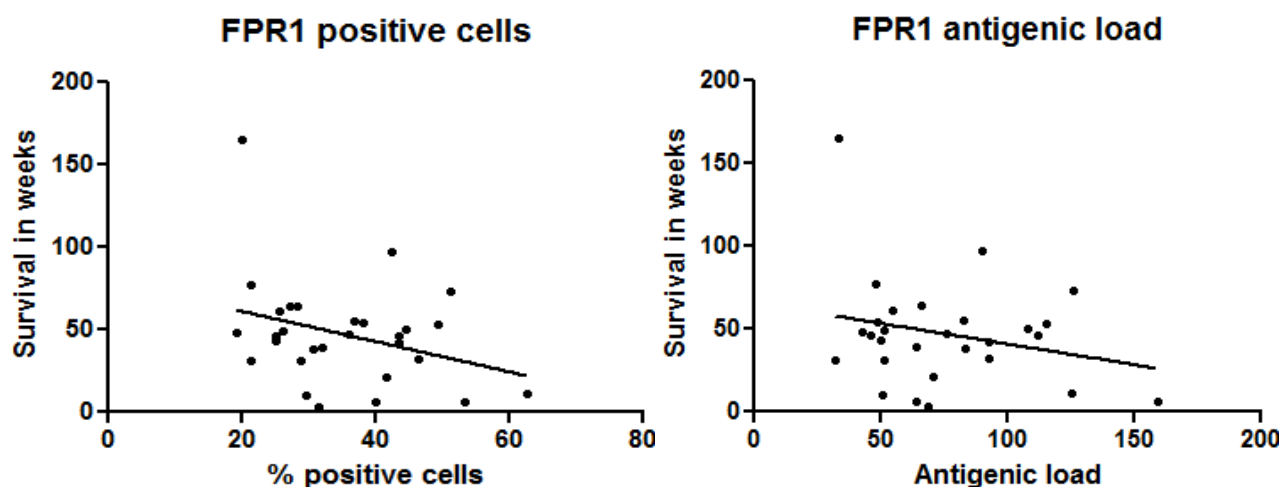 FPR1 positive cells
Survival in weeks
200
150
100
50
0
0 20 40 60 80
% positive cells
FPR1 antigenic load
Survival in weeks
200
150
100
50
0
0 50 100 150 200
Antigenic load